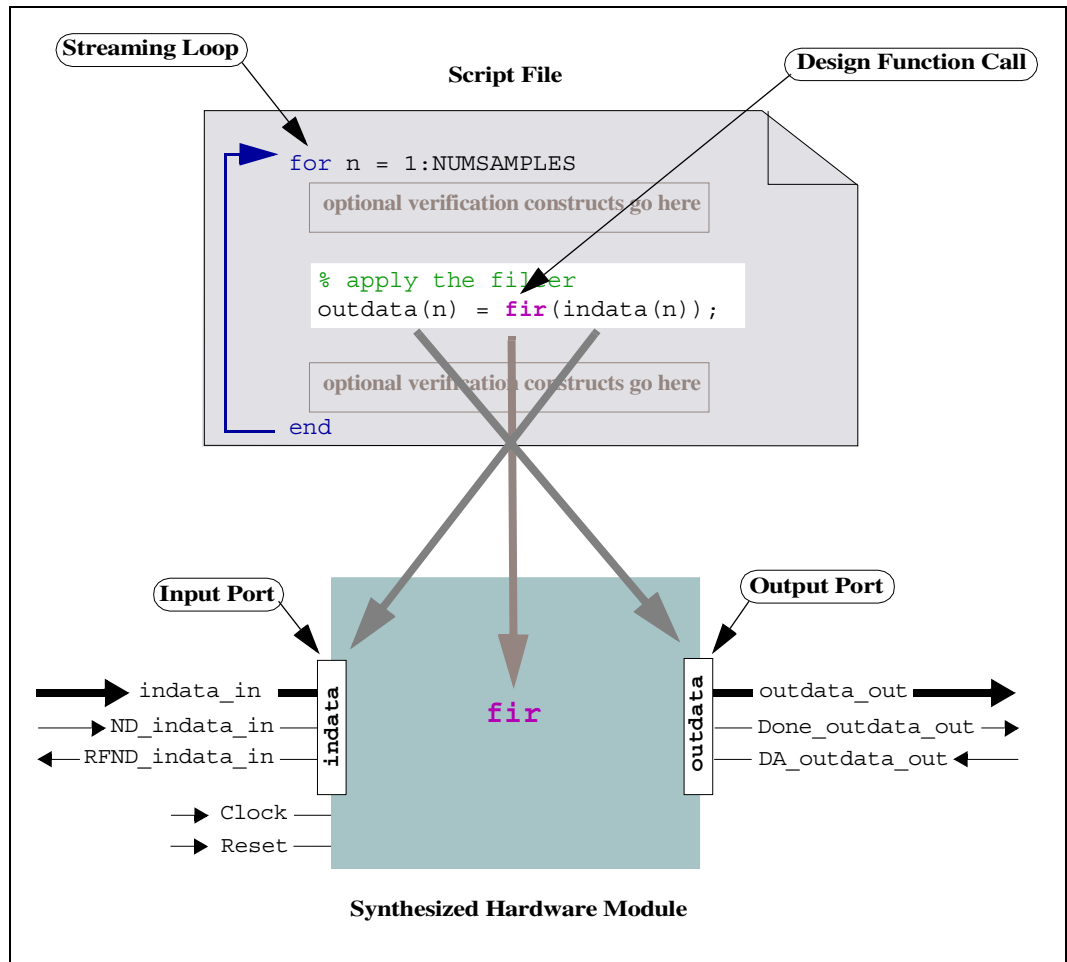 Streaming Loop
Design Function Call
Script File
for n = 1:NUMSAMPLES
optional verification constructs go here
% apply the filter
outdata(n) = fir(indata(n));
optional verification constructs go here
end
Input Port
Output Port
indata_in
ND_indata_in
RFND_indata_in
Clock
Reset
indata
fir
outdata
outdata_out
Done_outdata_out
DA_outdata_out
Synthesized Hardware Module